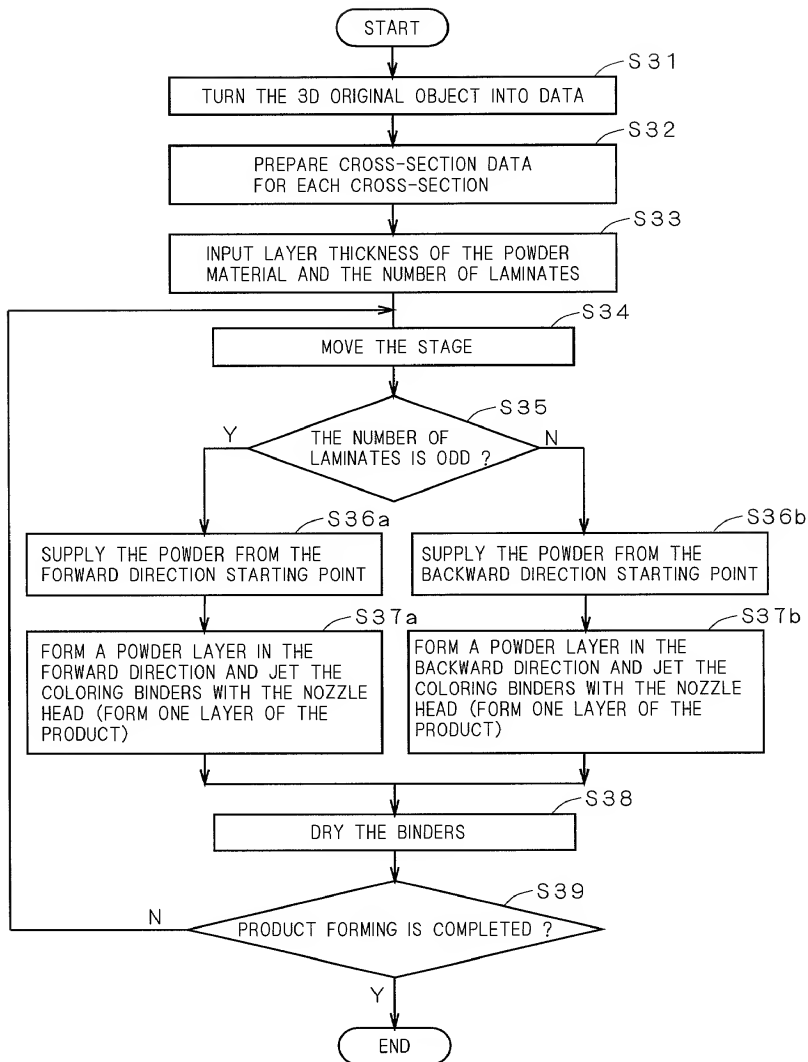 START
S31
TURN THE 3D ORIGINAL OBJECT INTO DATA
S32
PREPARE CROSS-SECTION DATA
FOR EACH CROSS-SECTION
S33
INPUT LAYER THICKNESS OF THE POWDER
MATERIAL AND THE NUMBER OF LAMINATES
S34
MOVE THE STAGE
S35
THE NUMBER OF
LAMINATES IS ODD ?
Y
N
S36a
SUPPLY THE POWDER FROM THE
FORWARD DIRECTION STARTING POINT
S36b
SUPPLY THE POWDER FROM THE
BACKWARD DIRECTION STARTING POINT
S37a
FORM A POWDER LAYER IN THE
FORWARD DIRECTION AND JET THE
COLORING BINDERS WITH THE NOZZLE
HEAD (FORM ONE LAYER OF THE
PRODUCT)
S37b
FORM A POWDER LAYER IN THE
BACKWARD DIRECTION AND JET THE
COLORING BINDERS WITH THE NOZZLE
HEAD (FORM ONE LAYER OF THE
PRODUCT)
S38
DRY THE BINDERS
S39
PRODUCT FORMING IS COMPLETED ?
N
Y
END